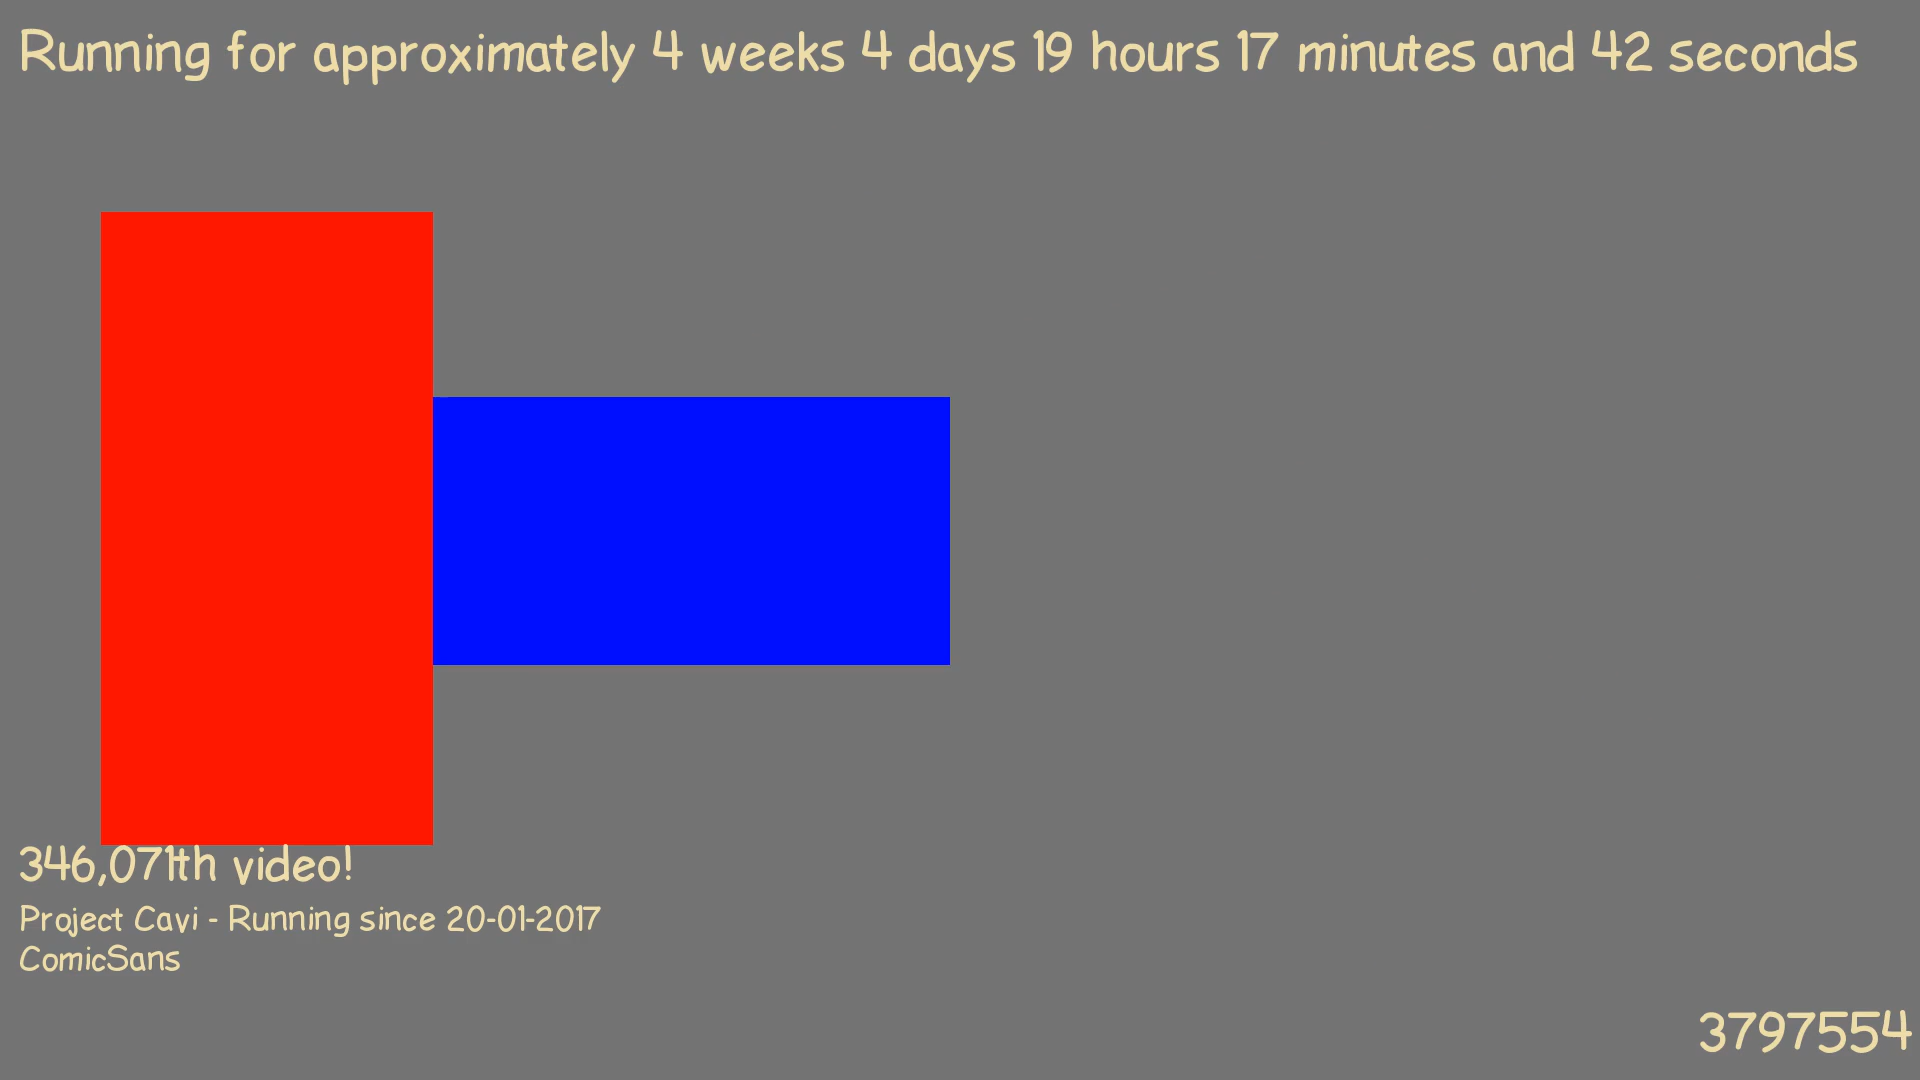 Running for approximately 4 weeks 4 days 19 hours 17 minutes and 42 seconds
346,071th video!
Project Cavi - Running since 20-01-2017
ComicSans
3797554